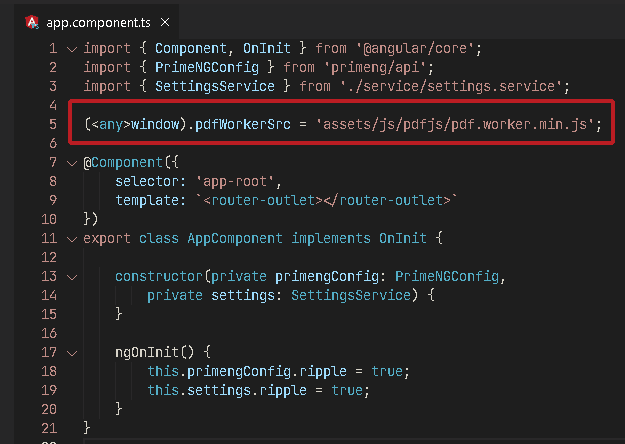 app.component.ts ×
1 import { Component, OnInit } from '@angular/core';
2 import { PrimeNGConfig } from 'primeng/api';
3 import { SettingsService } from './service/settings.service';
4
5 (<any>window).pdfWorkerSrc = 'assets/js/pdfjs/pdf.worker.min.js';
6
7 @Component({
8     selector: 'app-root',
9     template: `<router-outlet></router-outlet>`
10 })
11 export class AppComponent implements OnInit {
12
13     constructor(private primengConfig: PrimeNGConfig,
14         private settings: SettingsService) {
15     }
16
17     ngOnInit() {
18         this.primengConfig.ripple = true;
19         this.settings.ripple = true;
20     }
21 }